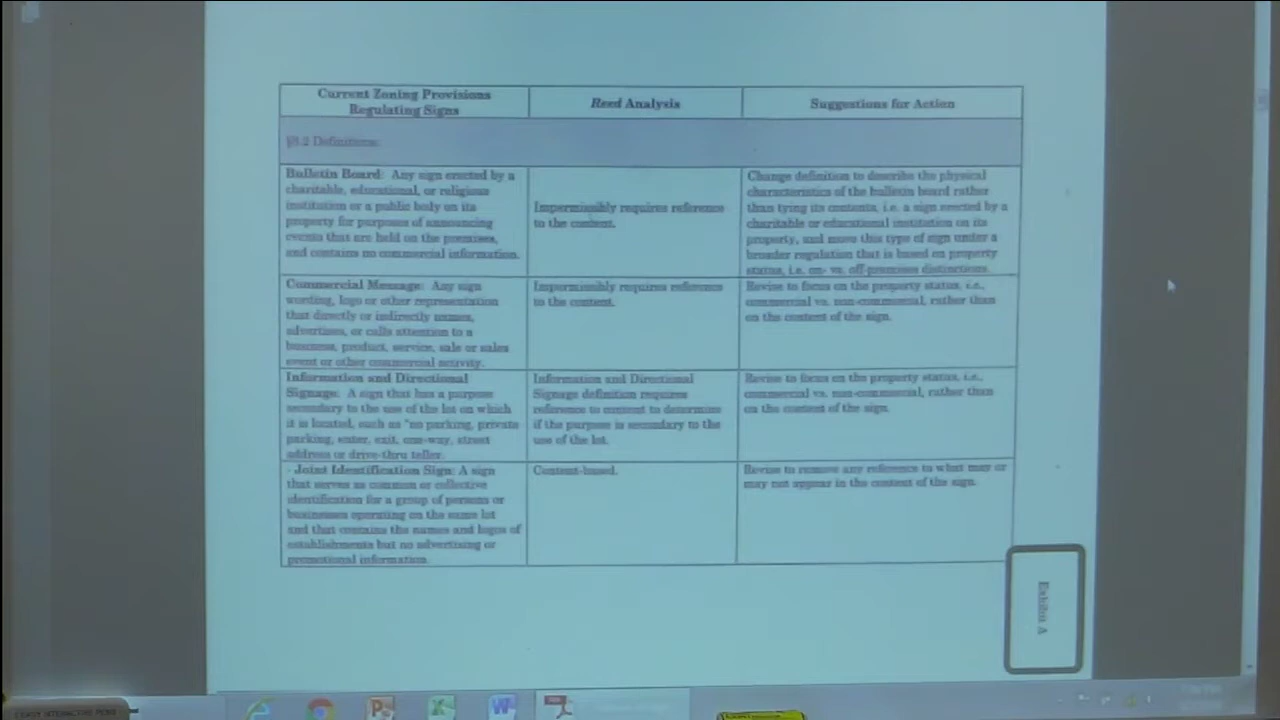 Current Zoning Provisions
Regulating Signs
Reed Analysis
Suggestions for Action
§8.2 Definitions:
Bulletin Board: Any sign erected by a
charitable, educational, or religious
institution or a public body on its
property for purposes of announcing
events that are held on the premises,
and contains no commercial information.
Impermissibly requires reference
to the content.
Change definition to describe the physical
characteristics of the bulletin board rather
than tying its contents, i.e. a sign erected by a
charitable or educational institution on its
property, and move this type of sign under a
broader regulation that is based on property
status, i.e. on- vs. off-premises distinctions.
Commercial Message: Any sign
wording, logo or other representation
that directly or indirectly names,
advertises, or calls attention to a
business, product, service, sale or sales
event or other commercial activity.
Impermissibly requires reference
to the content.
Revise to focus on the property status, i.e.,
commercial vs. non-commercial, rather than
on the content of the sign.
Information and Directional
Signage: A sign that has a purpose
secondary to the use of the lot on which
it is located, such as "no parking, private
parking, enter, exit, one-way, street
address or drive-thru teller.
Information and Directional
Signage definition requires
reference to content to determine
if the purpose is secondary to the
use of the lot.
Revise to focus on the property status, i.e.,
commercial vs. non-commercial, rather than
on the content of the sign.
- Joint Identification Sign: A sign
that serves as common or collective
identification for a group of persons or
businesses operating on the same lot
and that contains the names and logos of
establishments but no advertising or
promotional information.
Content-based.
Revise to remove any reference to what may or
may not appear in the content of the sign.
Exhibit A